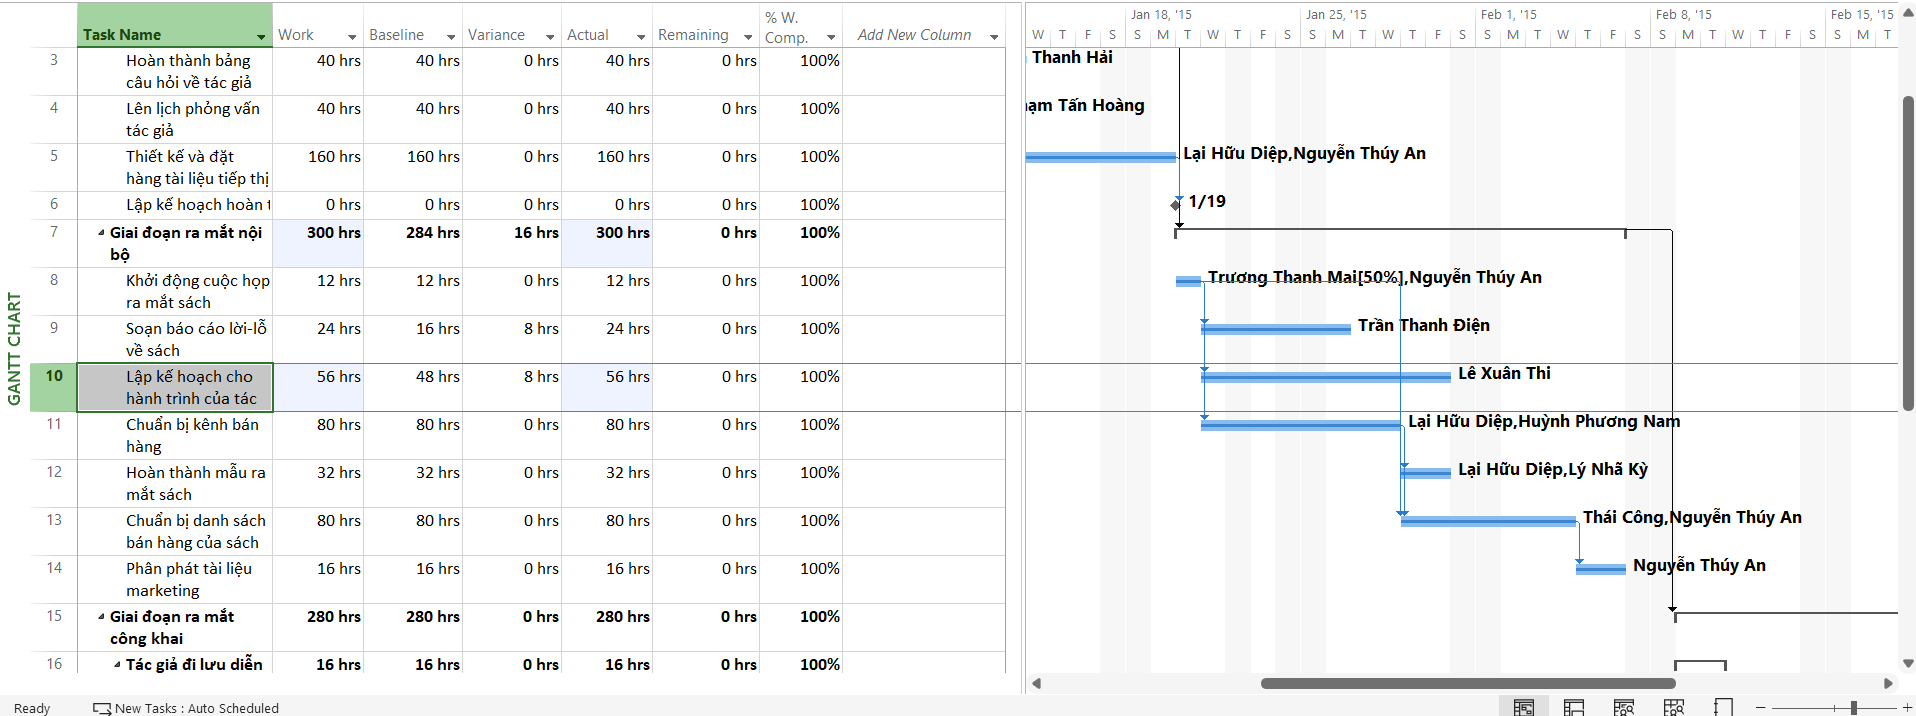 Task Name Work Baseline Variance Actual Remaining % W. Comp. Add New Column
Jan 18, '15 Jan 25, '15 Feb 1, '15 Feb 8, '15 Feb 15, '15
W T F S S M T W T F S S M T W T F S S M T W T F S S M T W T F S S M T
3 Hoàn thành bảng câu hỏi về tác giả 40 hrs 40 hrs 0 hrs 40 hrs 0 hrs 100%
Thanh Hải
4 Lên lịch phỏng vấn tác giả 40 hrs 40 hrs 0 hrs 40 hrs 0 hrs 100%
ạm Tấn Hoàng
5 Thiết kế và đặt hàng tài liệu tiếp thị 160 hrs 160 hrs 0 hrs 160 hrs 0 hrs 100%
Lại Hữu Diệp,Nguyễn Thúy An
6 Lập kế hoạch hoàn t 0 hrs 0 hrs 0 hrs 0 hrs 0 hrs 100%
1/19
7 Giai đoạn ra mắt nội bộ 300 hrs 284 hrs 16 hrs 300 hrs 0 hrs 100%
8 Khởi động cuộc họp ra mắt sách 12 hrs 12 hrs 0 hrs 12 hrs 0 hrs 100%
Trương Thanh Mai[50%],Nguyễn Thúy An
9 Soạn báo cáo lời-lỗ về sách 24 hrs 16 hrs 8 hrs 24 hrs 0 hrs 100%
Trần Thanh Điện
10 Lập kế hoạch cho hành trình của tác 56 hrs 48 hrs 8 hrs 56 hrs 0 hrs 100%
Lê Xuân Thi
11 Chuẩn bị kênh bán hàng 80 hrs 80 hrs 0 hrs 80 hrs 0 hrs 100%
Lại Hữu Diệp,Huỳnh Phương Nam
12 Hoàn thành mẫu ra mắt sách 32 hrs 32 hrs 0 hrs 32 hrs 0 hrs 100%
Lại Hữu Diệp,Lý Nhã Kỳ
13 Chuẩn bị danh sách bán hàng của sách 80 hrs 80 hrs 0 hrs 80 hrs 0 hrs 100%
Thái Công,Nguyễn Thúy An
14 Phân phát tài liệu marketing 16 hrs 16 hrs 0 hrs 16 hrs 0 hrs 100%
Nguyễn Thúy An
15 Giai đoạn ra mắt công khai 280 hrs 280 hrs 0 hrs 280 hrs 0 hrs 100%
16 Tác giả đi lưu diễn 16 hrs 16 hrs 0 hrs 16 hrs 0 hrs 100%
GANTT CHART
Ready New Tasks : Auto Scheduled